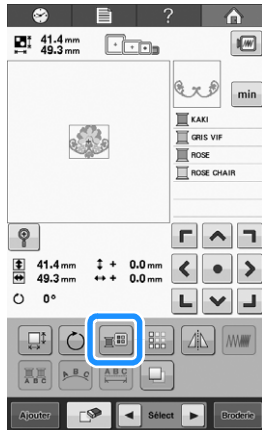 ?
41.4 mm
49.3 mm
min
KAKI
GRIS VIF
ROSE
ROSE CHAIR
41.4 mm + 0.0 mm
49.3 mm + 0.0 mm
0°
A B C A B C A B C
Ajouter Sélect Broderie